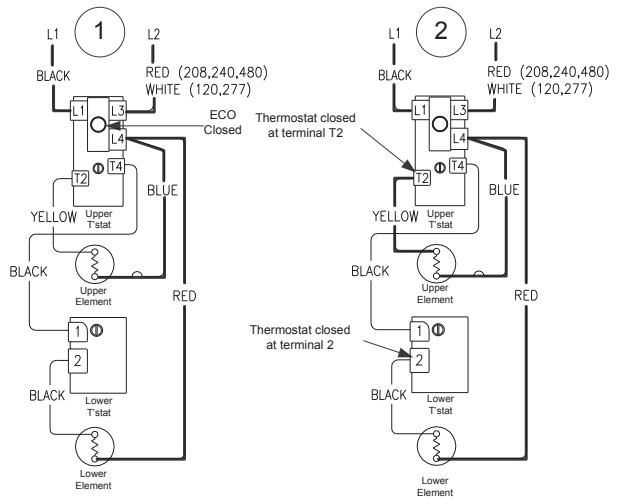 1
L1
L2
BLACK
RED (208,240,480)
WHITE (120,277)
L1
L3
ECO
Closed
L4
T2
T4
BLUE
YELLOW
Upper
T'stat
BLACK
Upper
Element
RED
1
2
BLACK
Lower
T'stat
Lower
Element
2
L1
L2
BLACK
RED (208,240,480)
WHITE (120,277)
L1
L3
Thermostat closed
at terminal T2
L4
T2
T4
BLUE
YELLOW
Upper
T'stat
BLACK
Upper
Element
RED
Thermostat closed
at terminal 2
1
2
BLACK
Lower
T'stat
Lower
Element